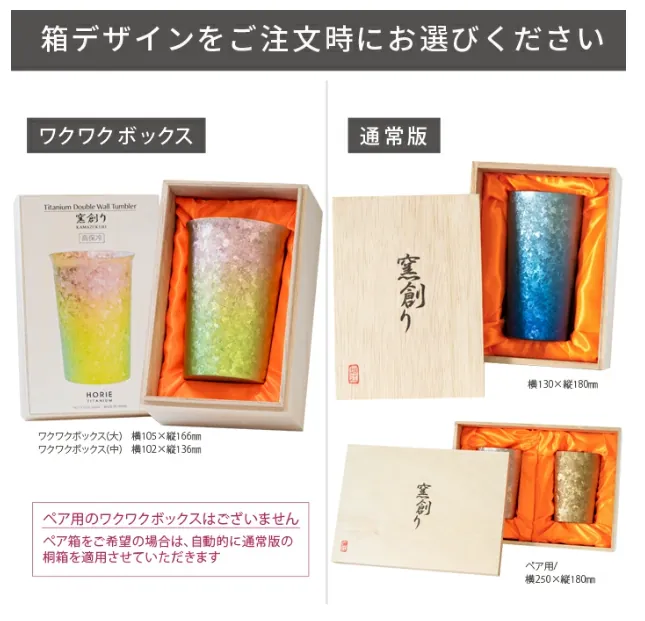 箱デザインをご注文時にお選びください
ワクワクボックス
通常版
Titanium Double Wall Tumbler
窯創り
KAMAZUKURI
高保冷
HORIE
TITANIUM
ワクワクボックス(大) 横105×縦166㎜
ワクワクボックス(中) 横102×縦136㎜
ペア用のワクワクボックスはございません
ペア箱をご希望の場合は、自動的に通常版の
桐箱を適用させていただきます
窯創り
横130×縦180㎜
窯創り
ペア用/
横250×縦180㎜